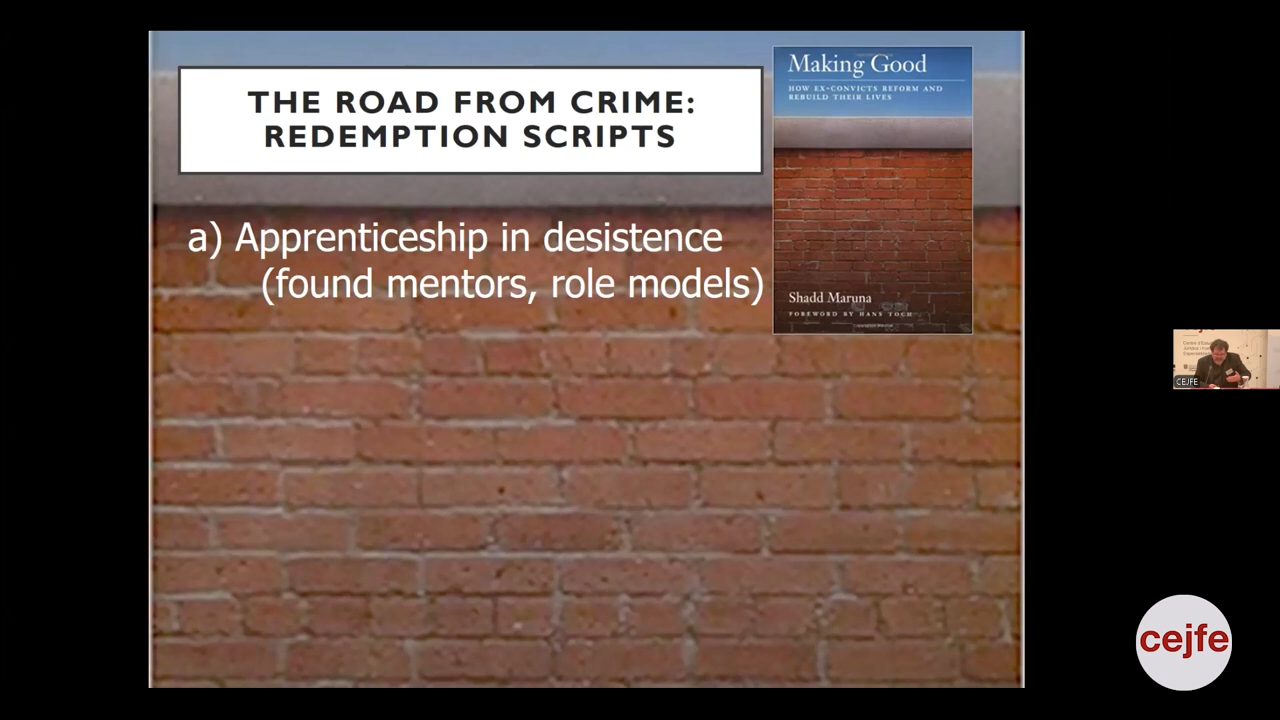 THE ROAD FROM CRIME:
REDEMPTION SCRIPTS
a) Apprenticeship in desistence
(found mentors, role models)
Making Good
HOW EX-CONVICTS REFORM AND
REBUILD THEIR LIVES
Shadd Maruna
FOREWORD BY HANS TOCH
CEJFE
cejfe